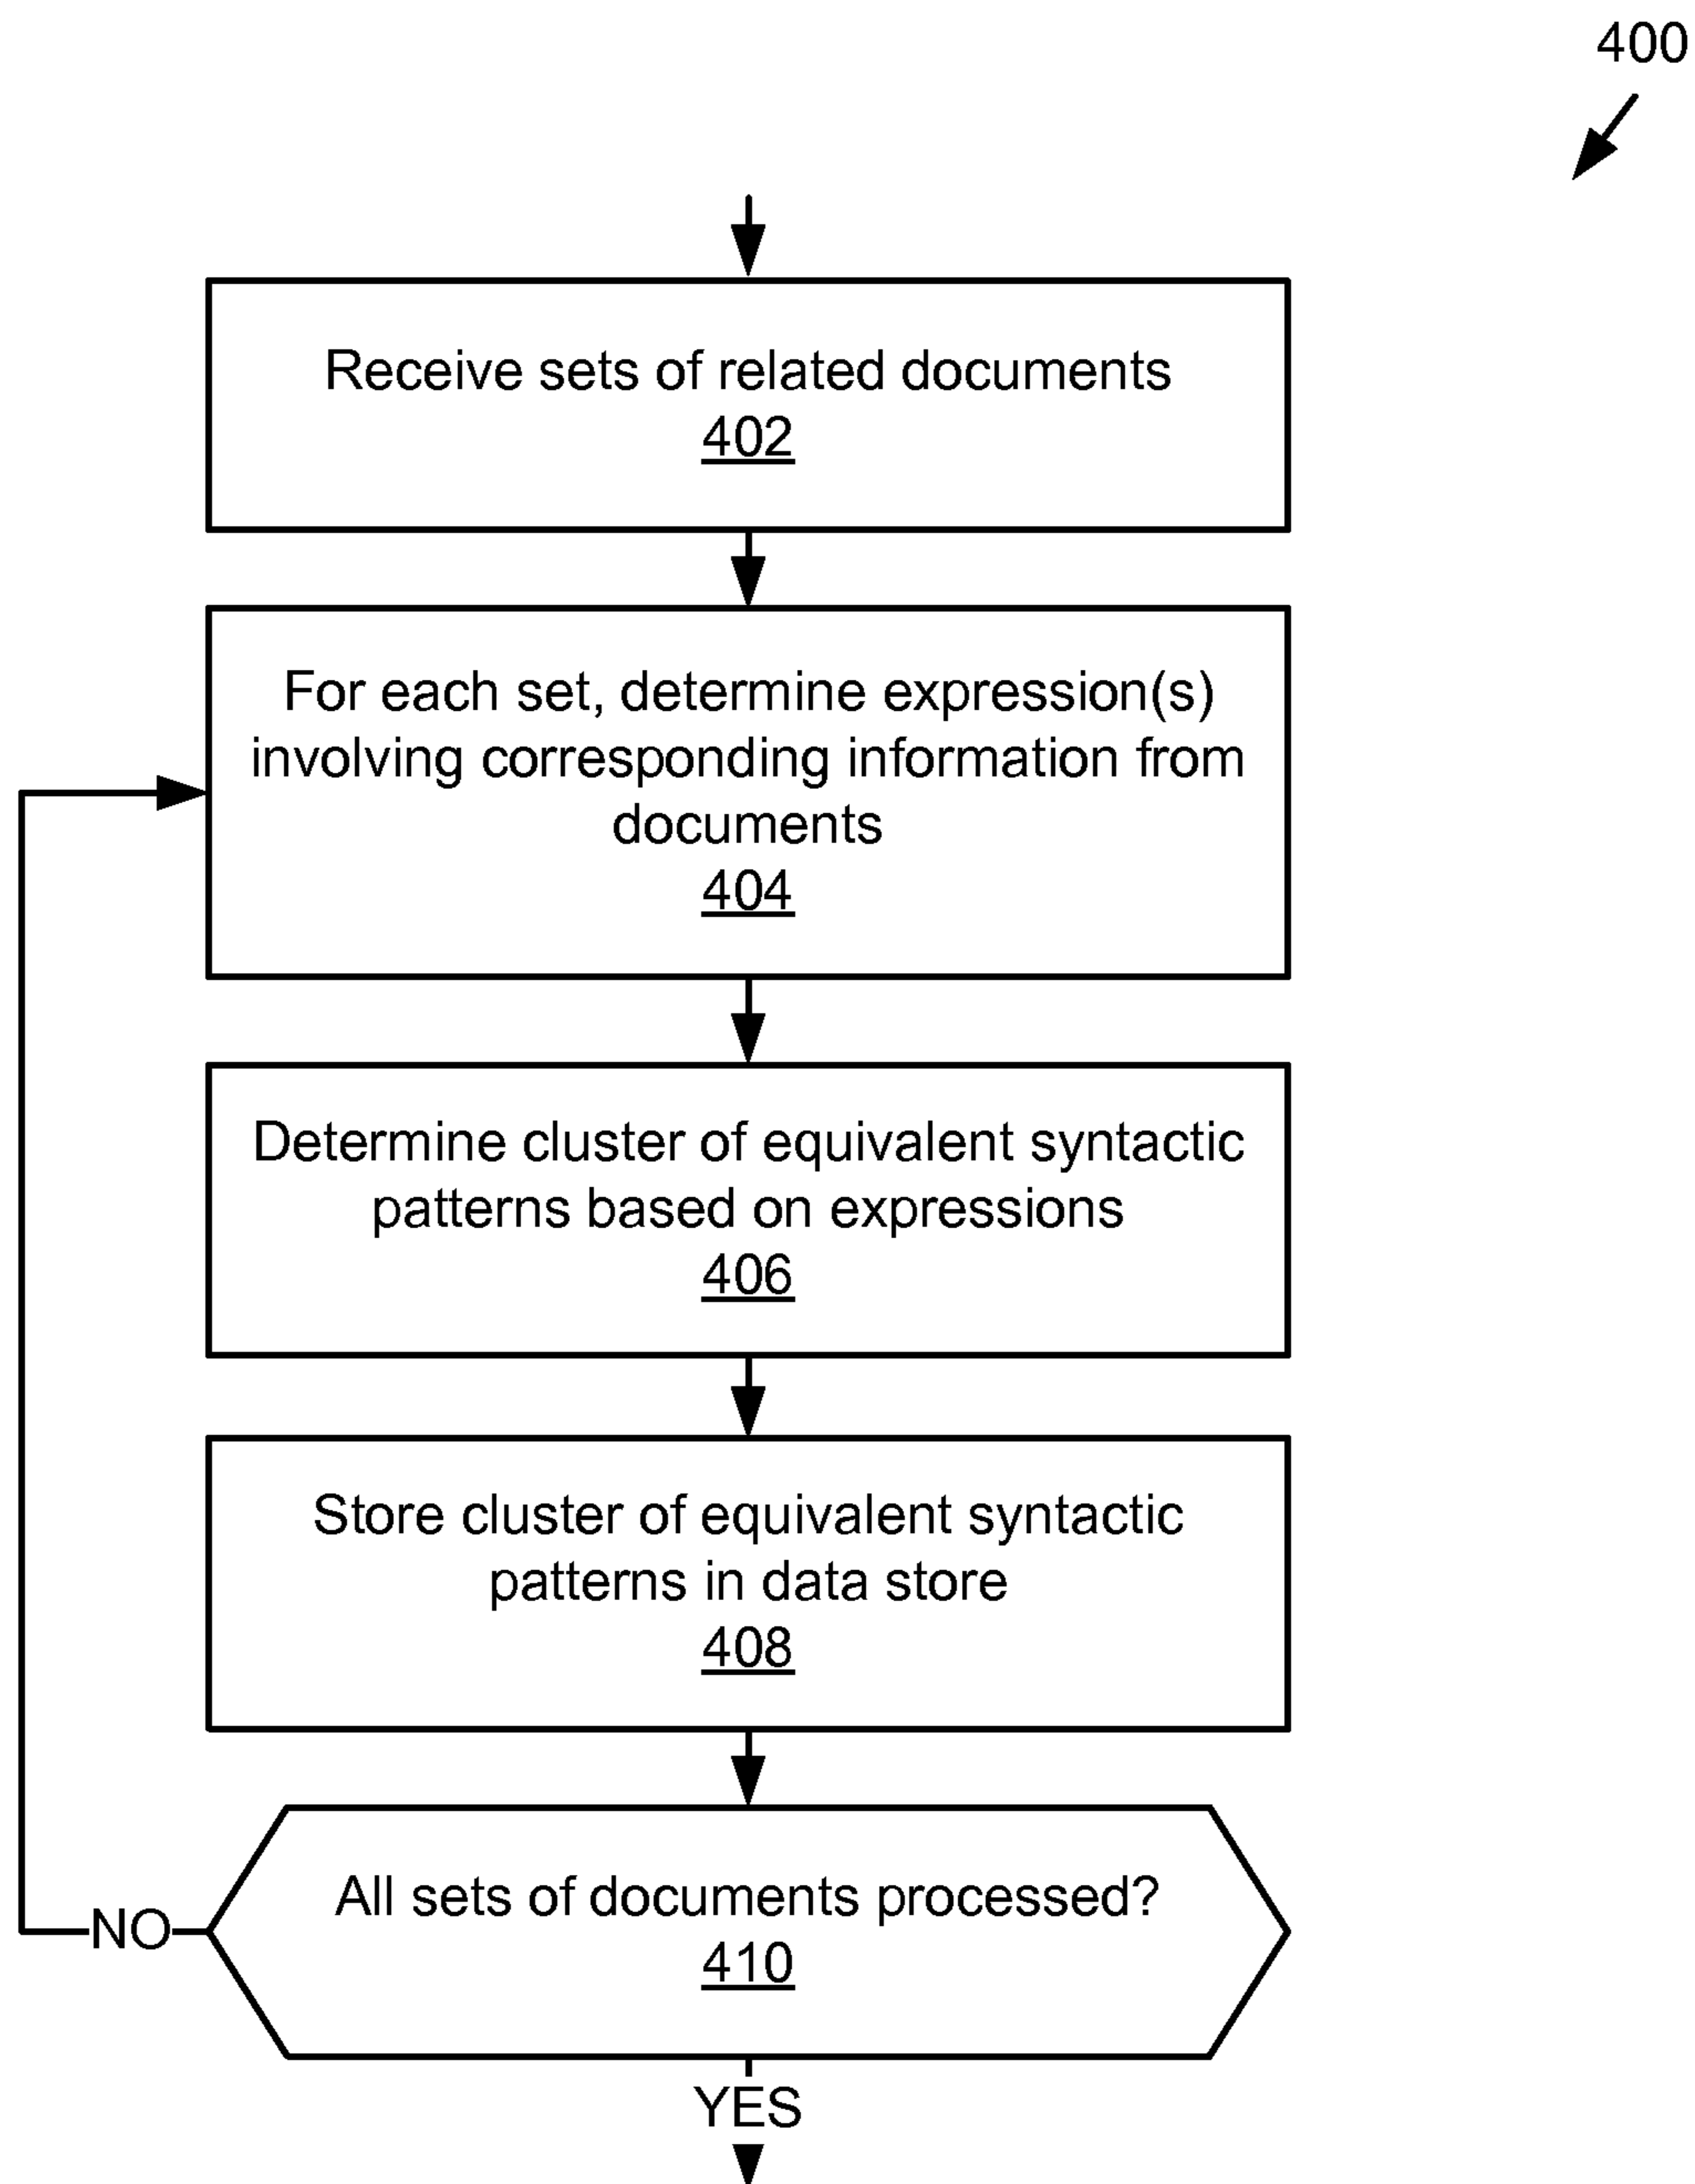 400
Receive sets of related documents
402
For each set, determine expression(s)
involving corresponding information from
documents
404
Determine cluster of equivalent syntactic
patterns based on expressions
406
Store cluster of equivalent syntactic
patterns in data store
408
All sets of documents processed?
410
NO
YES